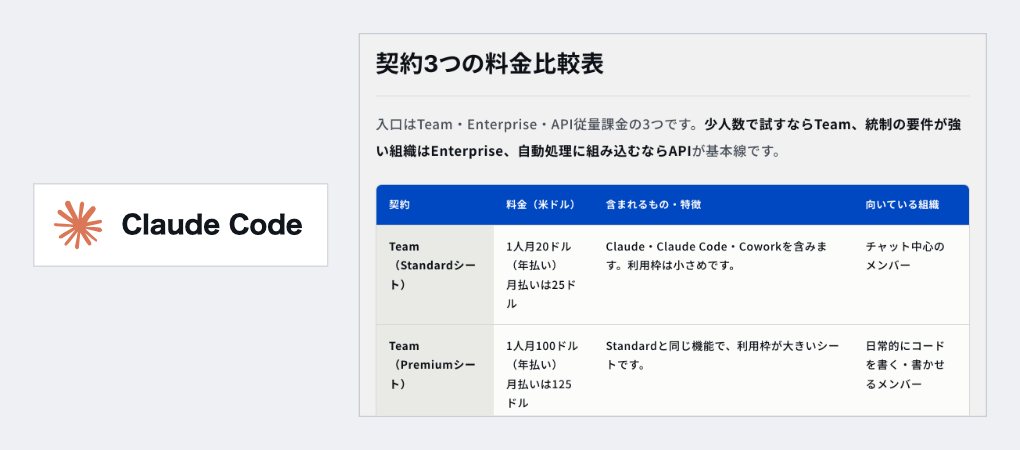 Claude Code
契約3つの料金比較表
入口はTeam・Enterprise・API従量課金の3つです。少人数で試すならTeam、統制の要件が強
い組織はEnterprise、自動処理に組み込むならAPIが基本線です。
契約 料金（米ドル） 含まれるもの・特徴 向いている組織
Team 1人月20ドル Claude・Claude Code・Coworkを含みま チャット中心の
（Standardシー （年払い） す。利用枠は小さめです。 メンバー
ト） 月払いは25ド
ル
Team 1人月100ドル Standardと同じ機能で、利用枠が大きいシー 日常的にコード
（Premiumシー （年払い） トです。 を書く・書かせ
ト） 月払いは125 るメンバー
ドル